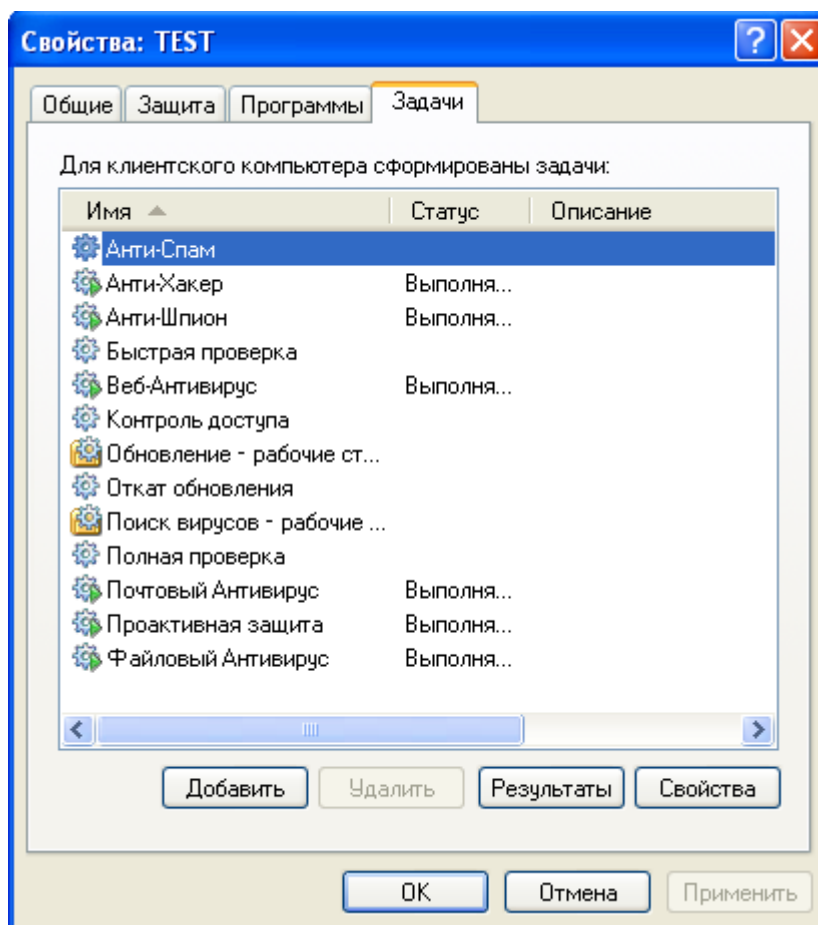 Свойства: TEST
Общие Защита Программы Задачи
Для клиентского компьютера сформированы задачи:
Имя Статус Описание
Анти-Спам
Анти-Хакер Выполня...
Анти-Шпион Выполня...
Быстрая проверка
Веб-Антивирус Выполня...
Контроль доступа
Обновление - рабочие ст...
Откат обновления
Поиск вирусов - рабочие ...
Полная проверка
Почтовый Антивирус Выполня...
Проактивная защита Выполня...
Файловый Антивирус Выполня...
Добавить Удалить Результаты Свойства
ОК Отмена Применить